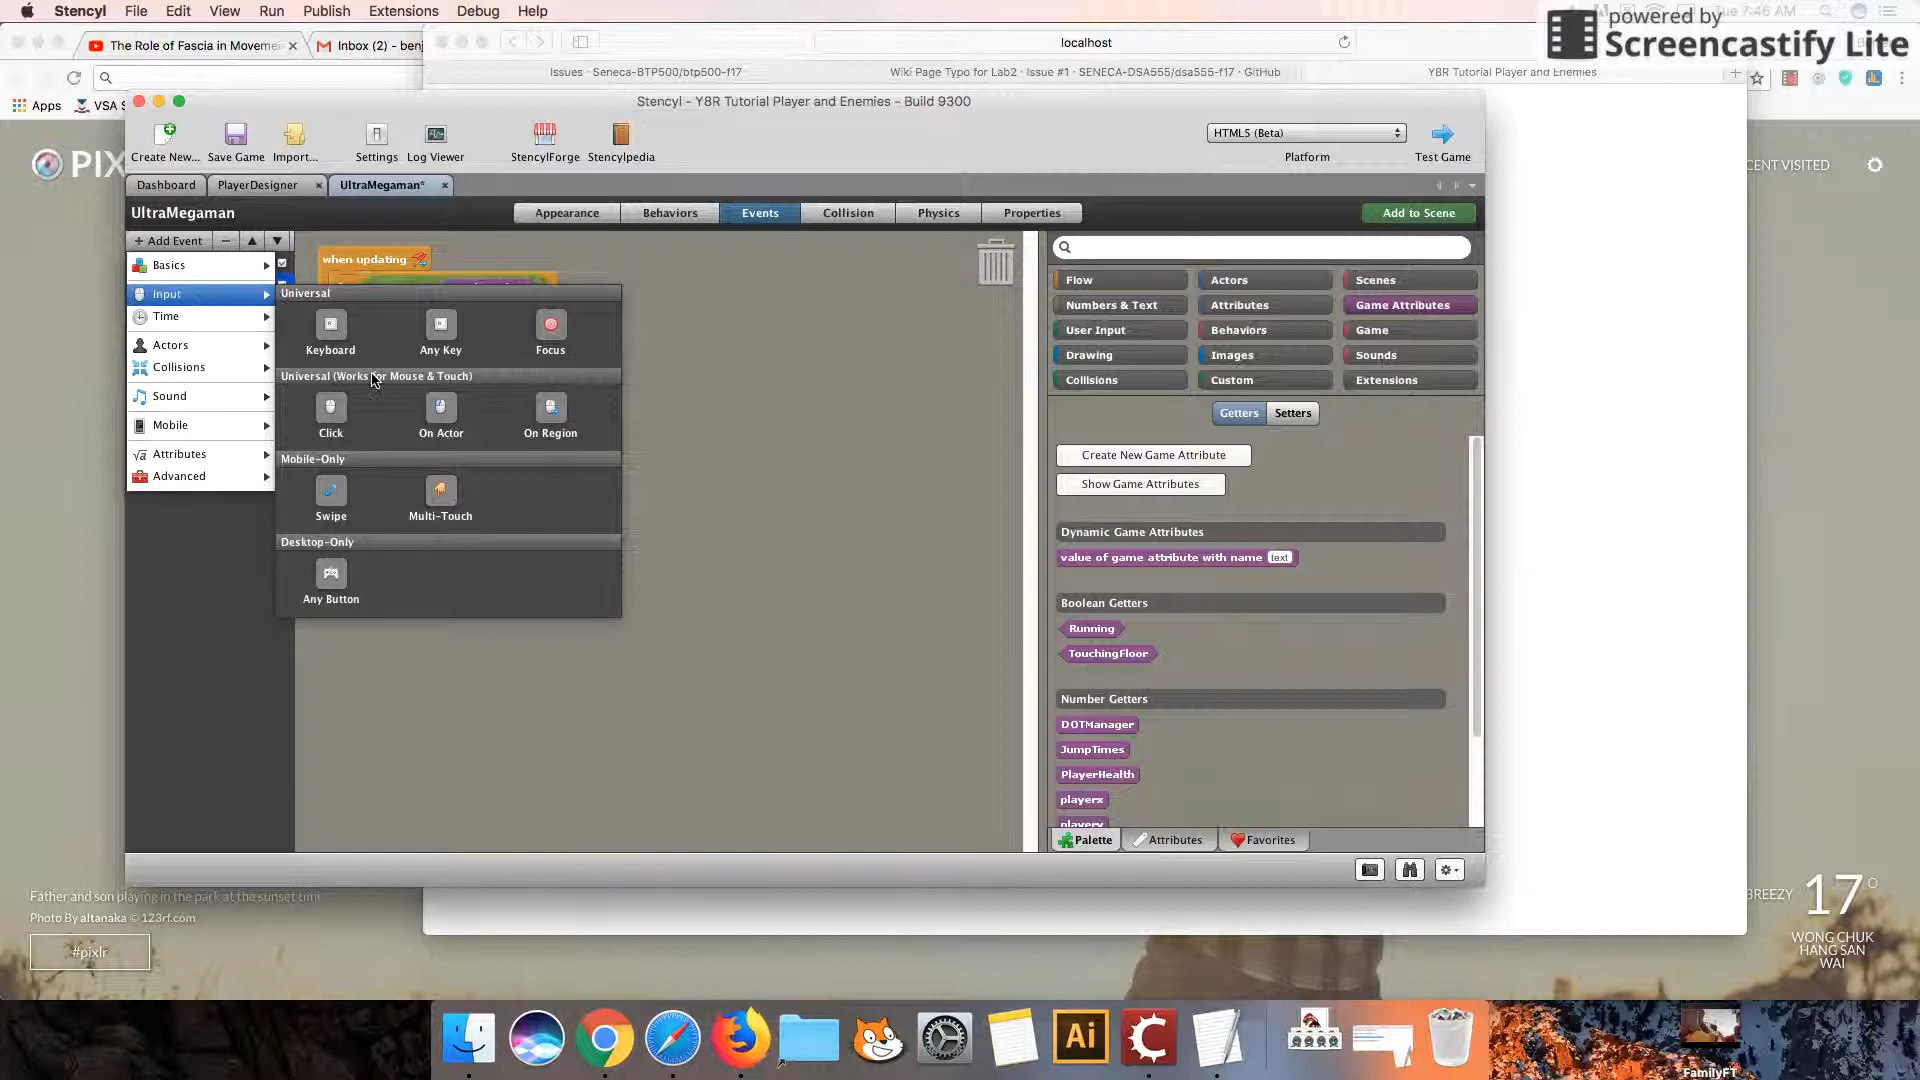 Stencyl File Edit View Run Publish Extensions Debug Help
Tue 7:46 AM
powered by
Screencastify Lite
The Role of Fascia in Moveme
Inbox (2) - benj
localhost
Issues · Seneca-BTP500/btp500-f17
Wiki Page Typo for Lab2 · Issue #1 · SENECA-DSA555/dsa555-f17 · GitHub
Y8R Tutorial Player and Enemies
Apps
VSA S
Stencyl - Y8R Tutorial Player and Enemies - Build 9300
Create New...
Save Game
Import...
Settings
Log Viewer
StencylForge
Stencylpedia
HTML5 (Beta)
Platform
Test Game
PIX
CENT VISITED
Dashboard
PlayerDesigner
UltraMegaman*
UltraMegaman
Appearance
Behaviors
Events
Collision
Physics
Properties
Add to Scene
+ Add Event
when updating
Basics
Input
Time
Actors
Collisions
Sound
Mobile
Attributes
Advanced
Universal
Keyboard
Any Key
Focus
Universal (Works for Mouse & Touch)
Click
On Actor
On Region
Mobile-Only
Swipe
Multi-Touch
Desktop-Only
Any Button
Flow
Actors
Scenes
Numbers & Text
Attributes
Game Attributes
User Input
Behaviors
Game
Drawing
Images
Sounds
Collisions
Custom
Extensions
Getters
Setters
Create New Game Attribute
Show Game Attributes
Dynamic Game Attributes
value of game attribute with name text
Boolean Getters
Running
TouchingFloor
Number Getters
DOTManager
JumpTimes
PlayerHealth
playerx
playery
Palette
Attributes
Favorites
Father and son playing in the park at the sunset time
Photo By altanaka © 123rf.com
#pixlr
BREEZY
17°
WONG CHUK
HANG SAN
WAI
Ai
FamilyFT